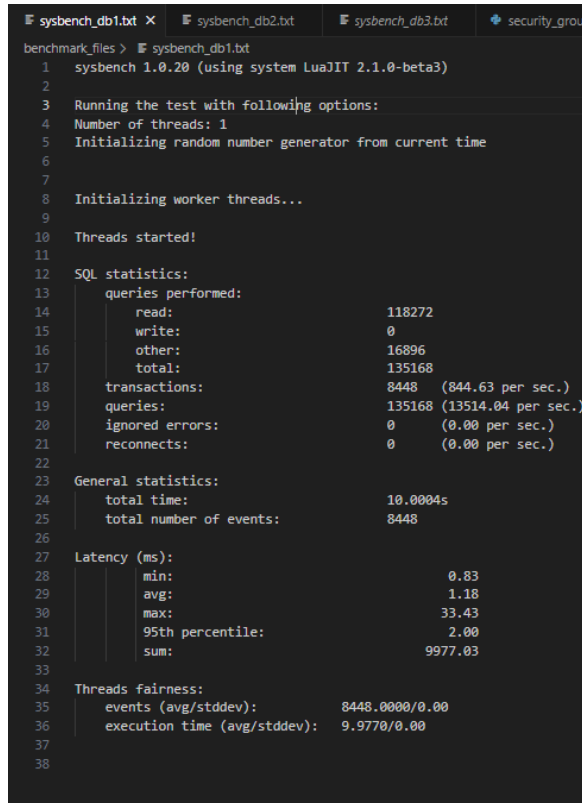 sysbench_db1.txt × sysbench_db2.txt sysbench_db3.txt security_grou
benchmark_files > sysbench_db1.txt
1 sysbench 1.0.20 (using system LuaJIT 2.1.0-beta3)
2
3 Running the test with following options:
4 Number of threads: 1
5 Initializing random number generator from current time
6
7
8 Initializing worker threads...
9
10 Threads started!
11
12 SQL statistics:
13 queries performed:
14 read: 118272
15 write: 0
16 other: 16896
17 total: 135168
18 transactions: 8448 (844.63 per sec.)
19 queries: 135168 (13514.04 per sec.)
20 ignored errors: 0 (0.00 per sec.)
21 reconnects: 0 (0.00 per sec.)
22
23 General statistics:
24 total time: 10.0004s
25 total number of events: 8448
26
27 Latency (ms):
28 min: 0.83
29 avg: 1.18
30 max: 33.43
31 95th percentile: 2.00
32 sum: 9977.03
33
34 Threads fairness:
35 events (avg/stddev): 8448.0000/0.00
36 execution time (avg/stddev): 9.9770/0.00
37
38